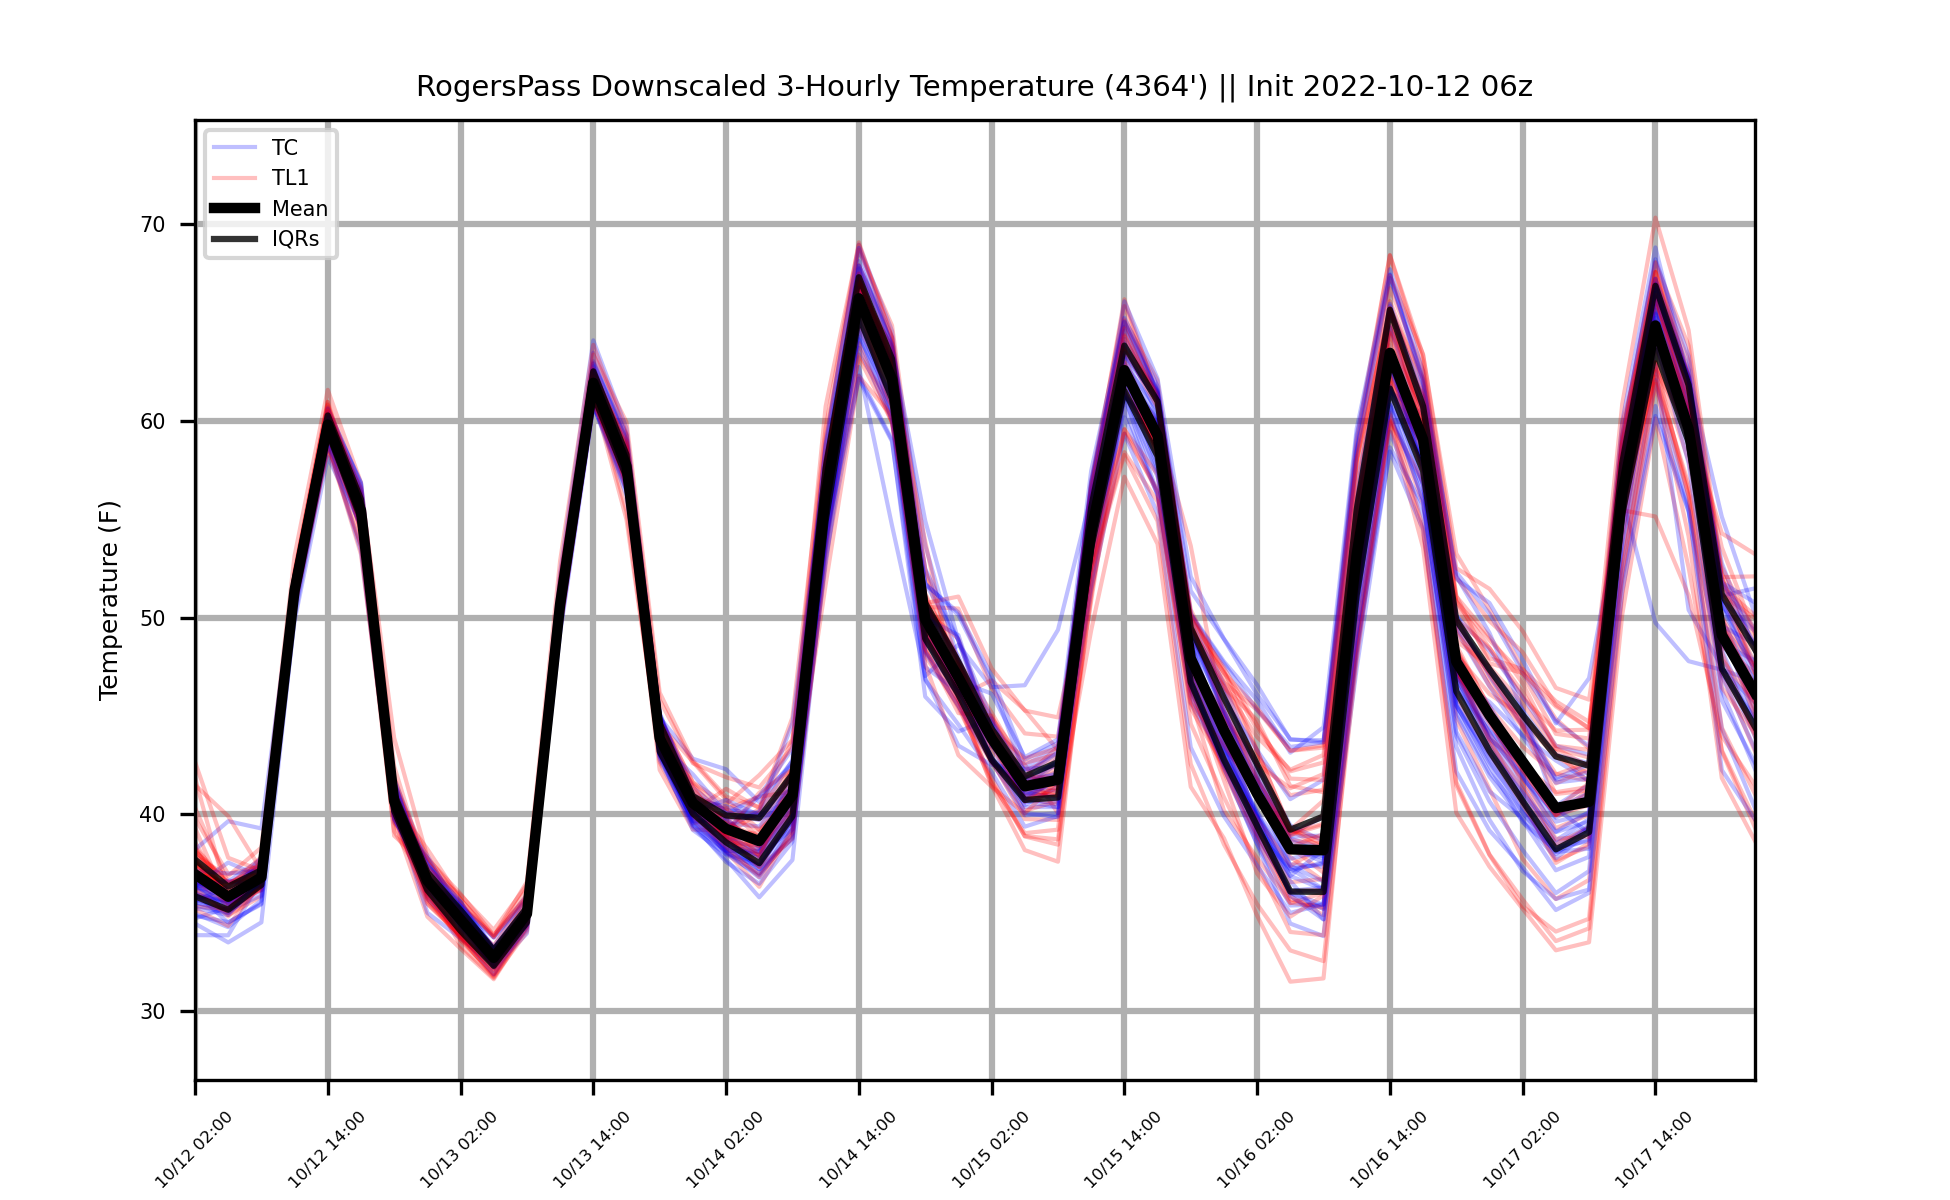 RogersPass Downscaled 3-Hourly Temperature (4364') || Init 2022-10-12 06z
TC
TL1
Mean
IQRs
Temperature (F)
70
60
50
40
30
10/12 02:00
10/12 14:00
10/13 02:00
10/13 14:00
10/14 02:00
10/14 14:00
10/15 02:00
10/15 14:00
10/16 02:00
10/16 14:00
10/17 02:00
10/17 14:00